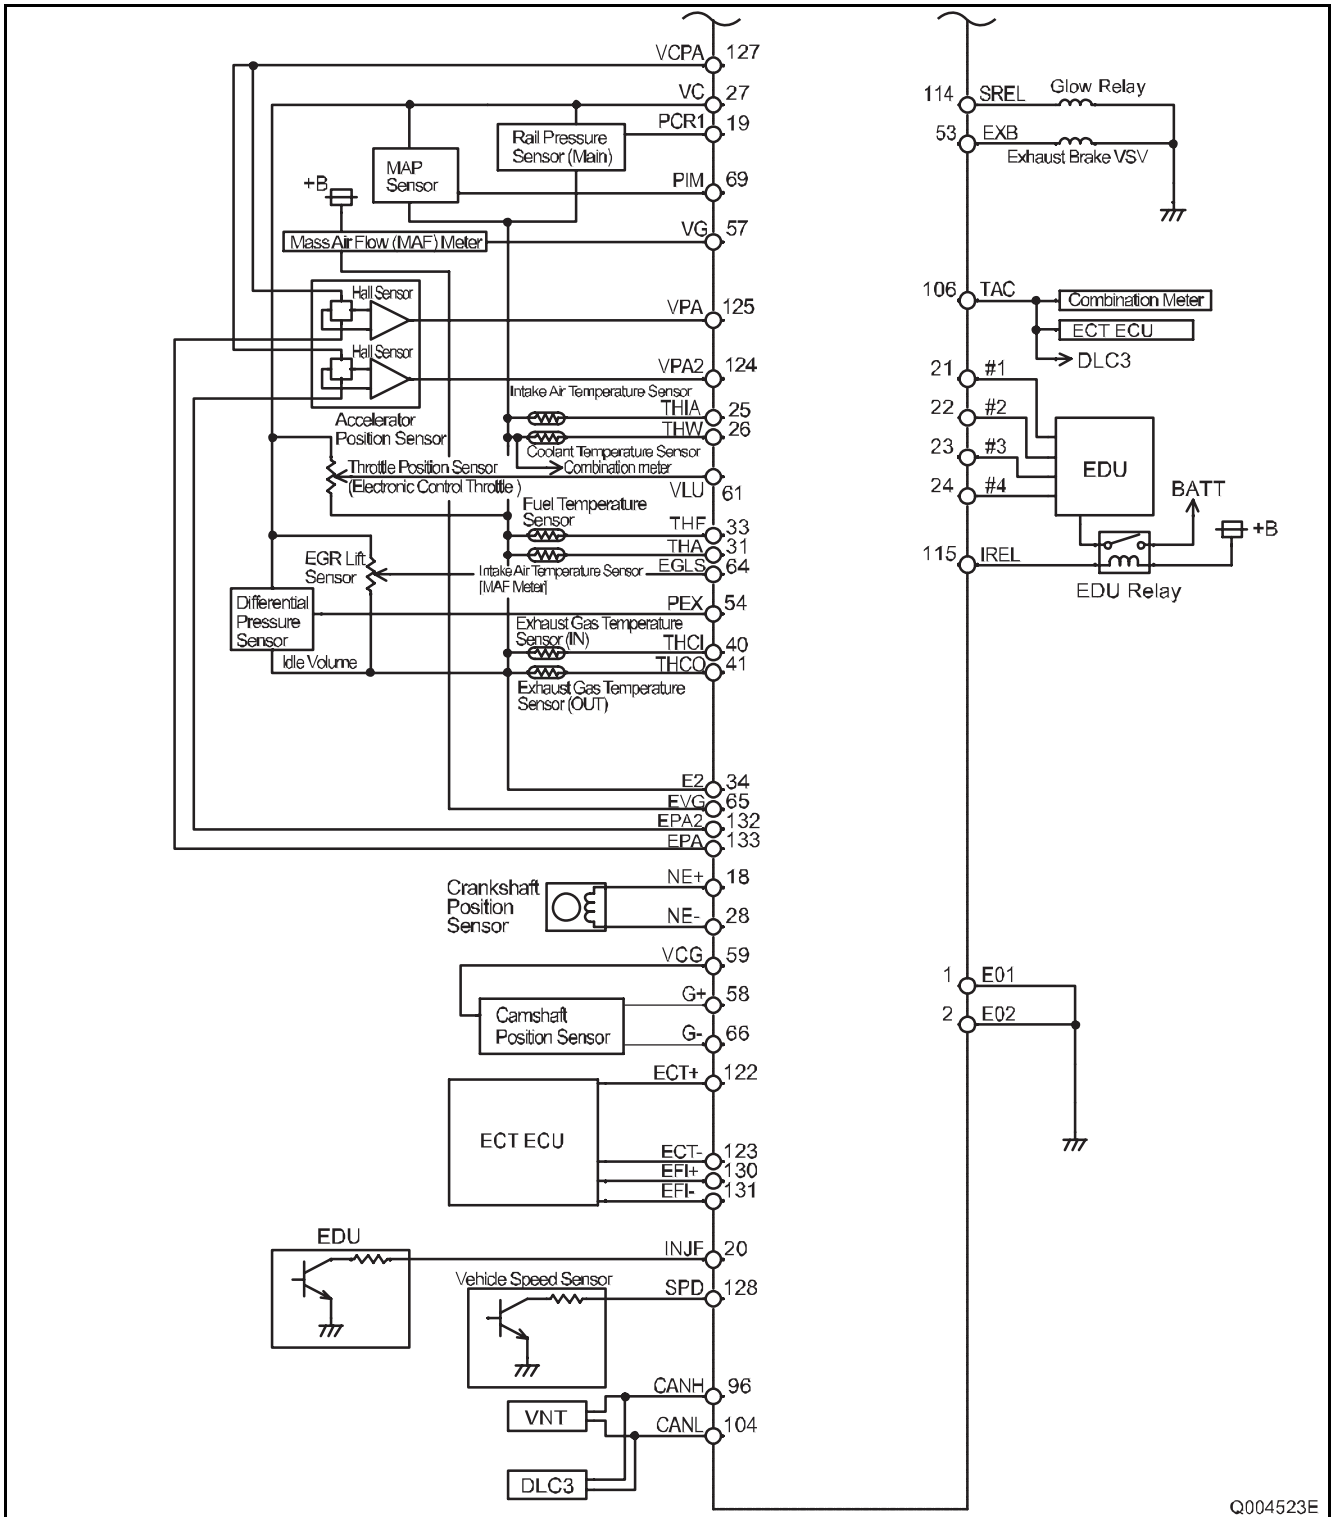 VCPA 127
VC 27
PCR1 19
Rail Pressure
Sensor (Main)
MAP
Sensor
+B
PIM 69
VG 57
Mass Air Flow (MAF) Meter
Hall Sensor
VPA 125
Hall Sensor
VPA2 124
Intake Air Temperature Sensor
Accelerator
Position Sensor
THIA 25
THW 26
Coolant Temperature Sensor
Combination meter
Throttle Position Sensor
(Electronic Control Throttle)
VLU 61
Fuel Temperature
Sensor
THF 33
THA 31
EGLS 64
EGR Lift
Sensor
Intake Air Temperature Sensor
[MAF Meter]
Differential
Pressure
Sensor
PEX 54
Exhaust Gas Temperature
Sensor (IN)
THCI 40
Idle Volume
THCO 41
Exhaust Gas Temperature
Sensor (OUT)
E2 34
EVG 65
EPA2 132
EPA 133
Crankshaft
Position
Sensor
NE+ 18
NE- 28
VCG 59
G+ 58
Camshaft
Position Sensor
G- 66
ECT+ 122
ECT ECU
ECT- 123
EFI+ 130
EFI- 131
EDU
INJF 20
Vehicle Speed Sensor
SPD 128
CANH 96
VNT
CANL 104
DLC3
114 SREL
Glow Relay
53 EXB
Exhaust Brake VSV
106 TAC
Combination Meter
ECT ECU
DLC3
21 #1
22 #2
23 #3
24 #4
EDU
BATT
+B
115 IREL
EDU Relay
1 E01
2 E02
Q004523E